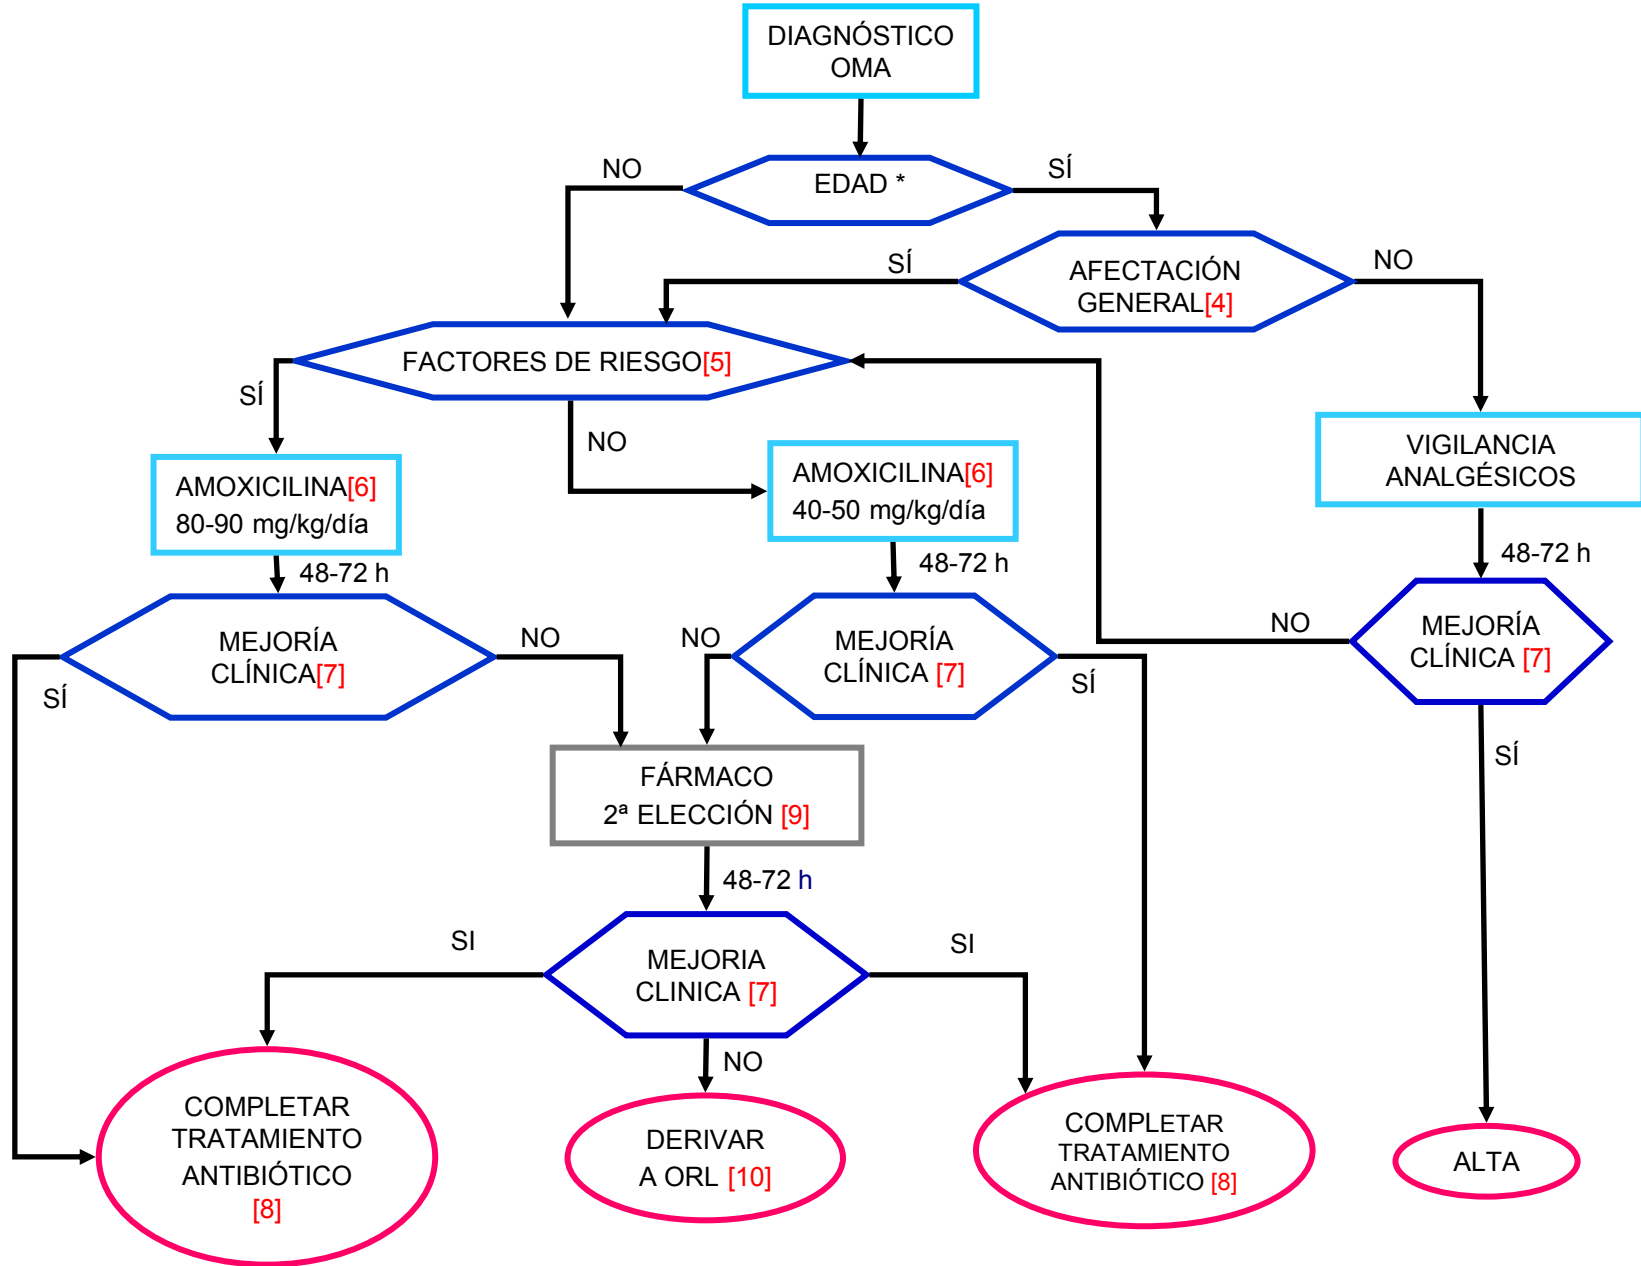 DIAGNÓSTICO
OMA
NO
EDAD *
SÍ
SÍ
AFECTACIÓN
GENERAL[4]
NO
FACTORES DE RIESGO[5]
SÍ
NO
AMOXICILINA[6]
80-90 mg/kg/día
AMOXICILINA[6]
40-50 mg/kg/día
VIGILANCIA
ANALGÉSICOS
48-72 h
48-72 h
48-72 h
MEJORÍA
CLÍNICA[7]
NO
SÍ
NO
MEJORÍA
CLÍNICA [7]
SÍ
NO
MEJORÍA
CLÍNICA [7]
SÍ
FÁRMACO
2ª ELECCIÓN [9]
48-72 h
SI
MEJORIA
CLINICA [7]
SI
NO
COMPLETAR
TRATAMIENTO
ANTIBIÓTICO
[8]
DERIVAR
A ORL [10]
COMPLETAR
TRATAMIENTO
ANTIBIÓTICO [8]
ALTA